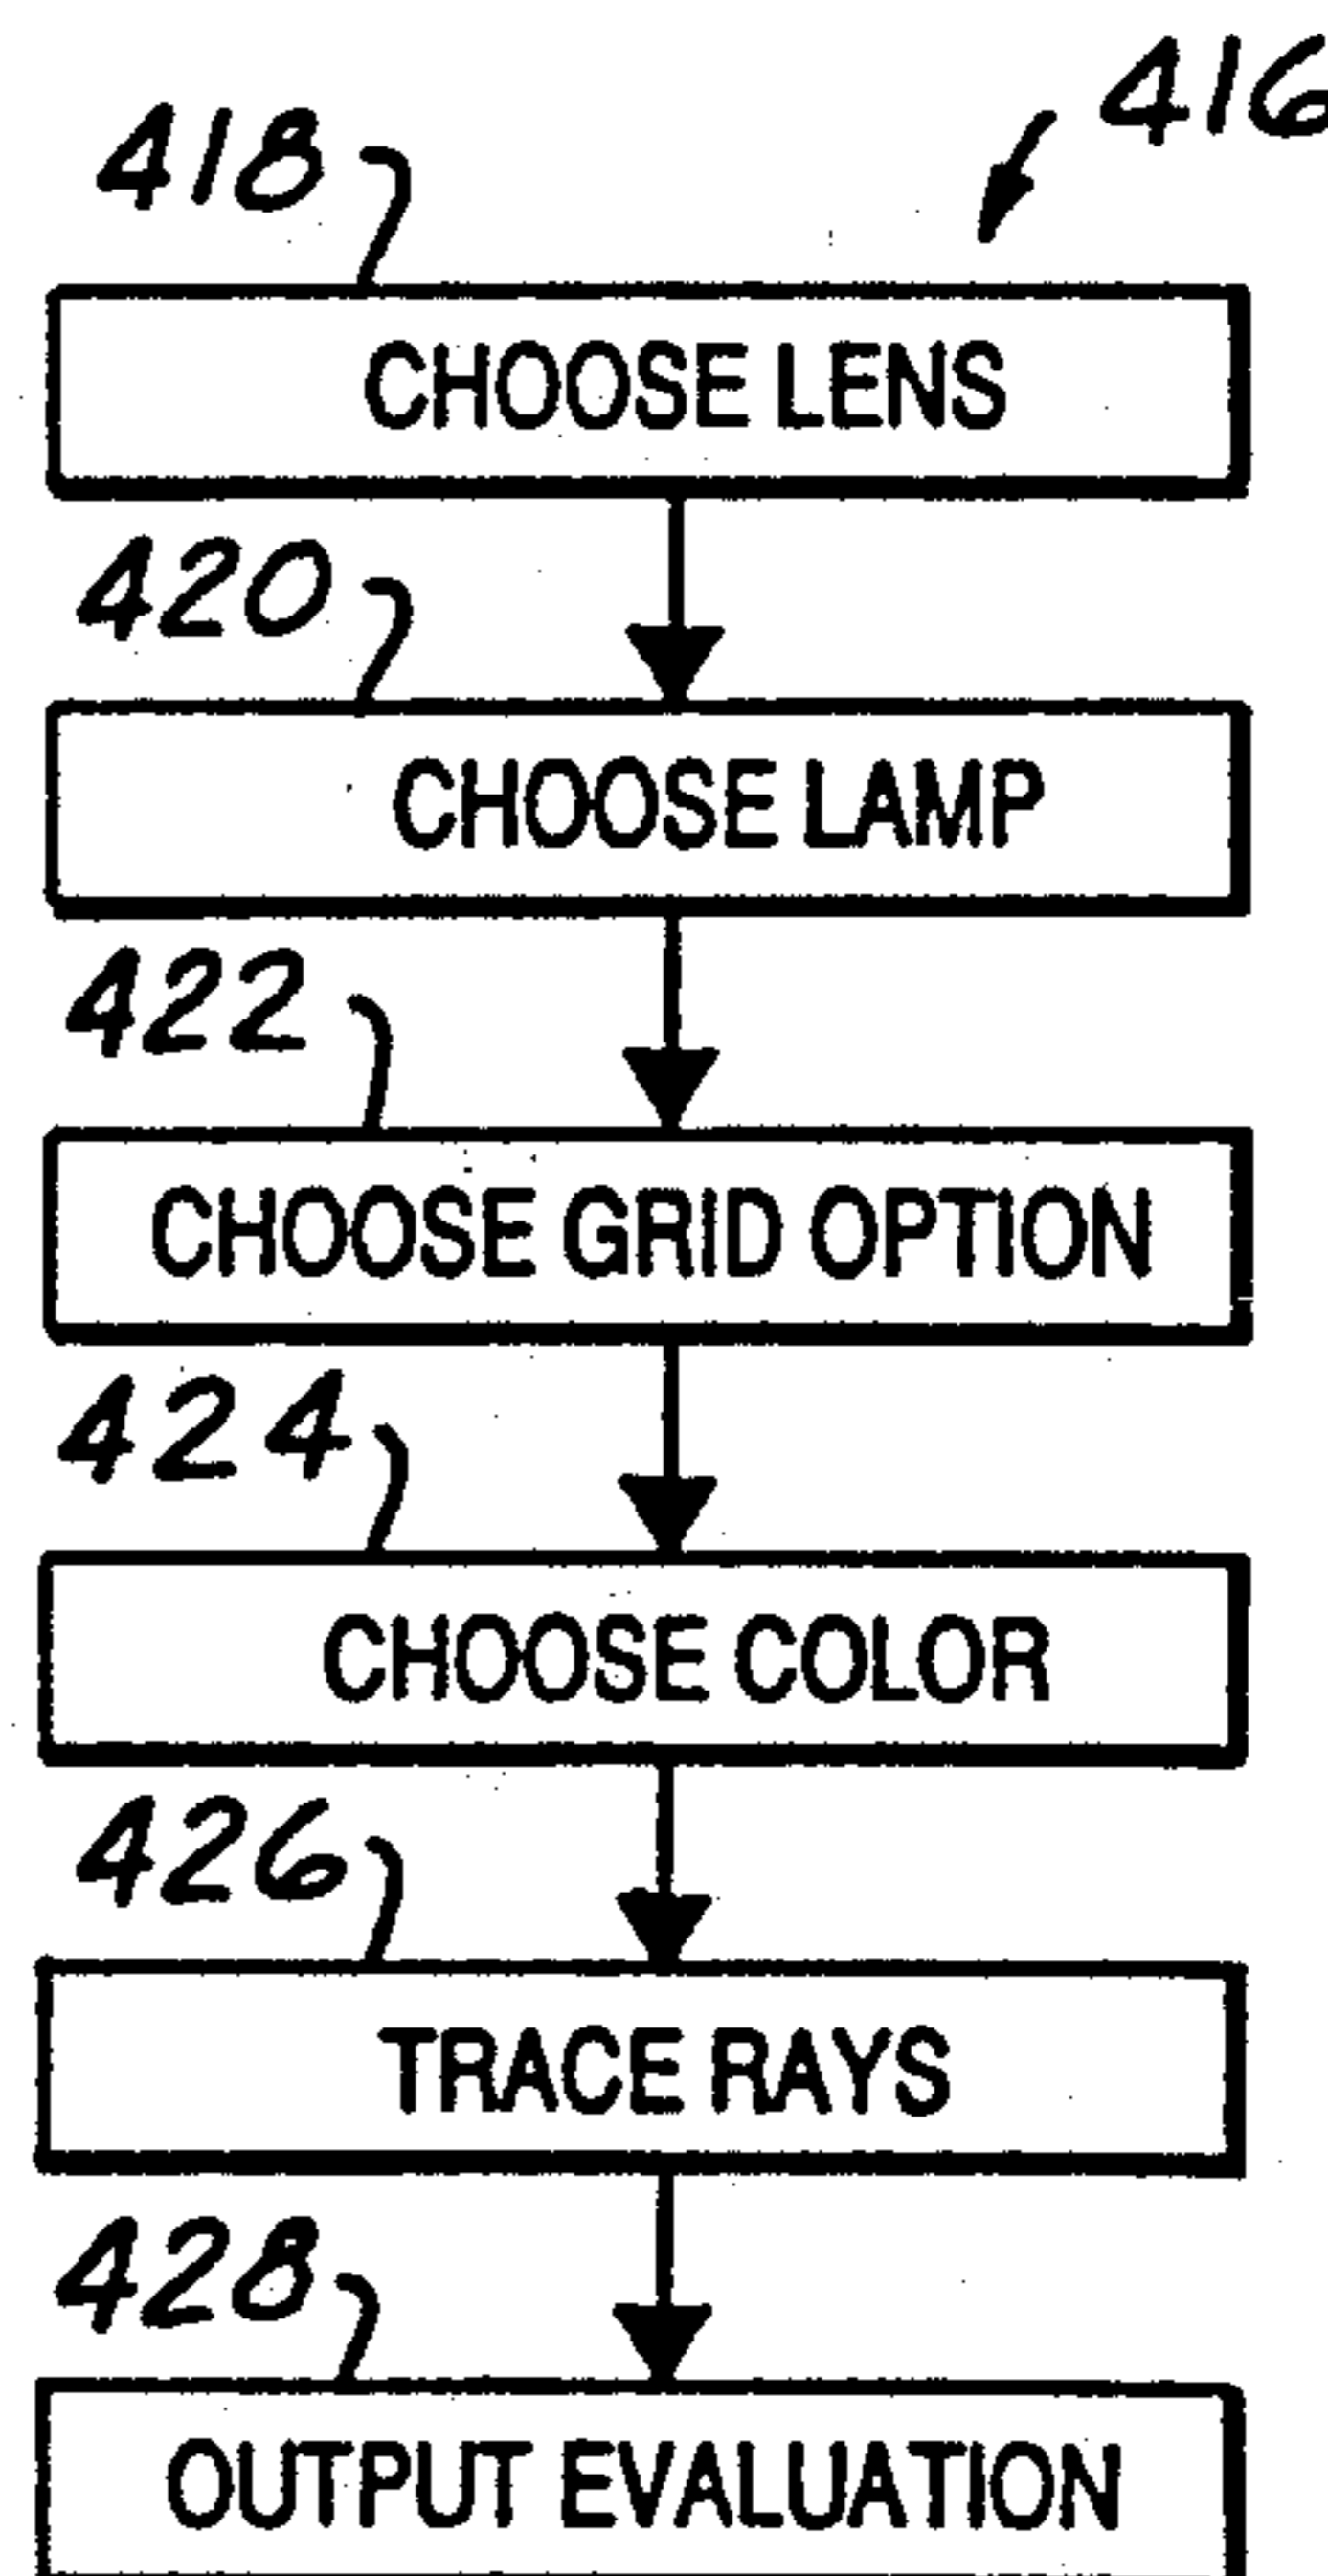 416
418
CHOOSE LENS
420
CHOOSE LAMP
422
CHOOSE GRID OPTION
424
CHOOSE COLOR
426
TRACE RAYS
428
OUTPUT EVALUATION